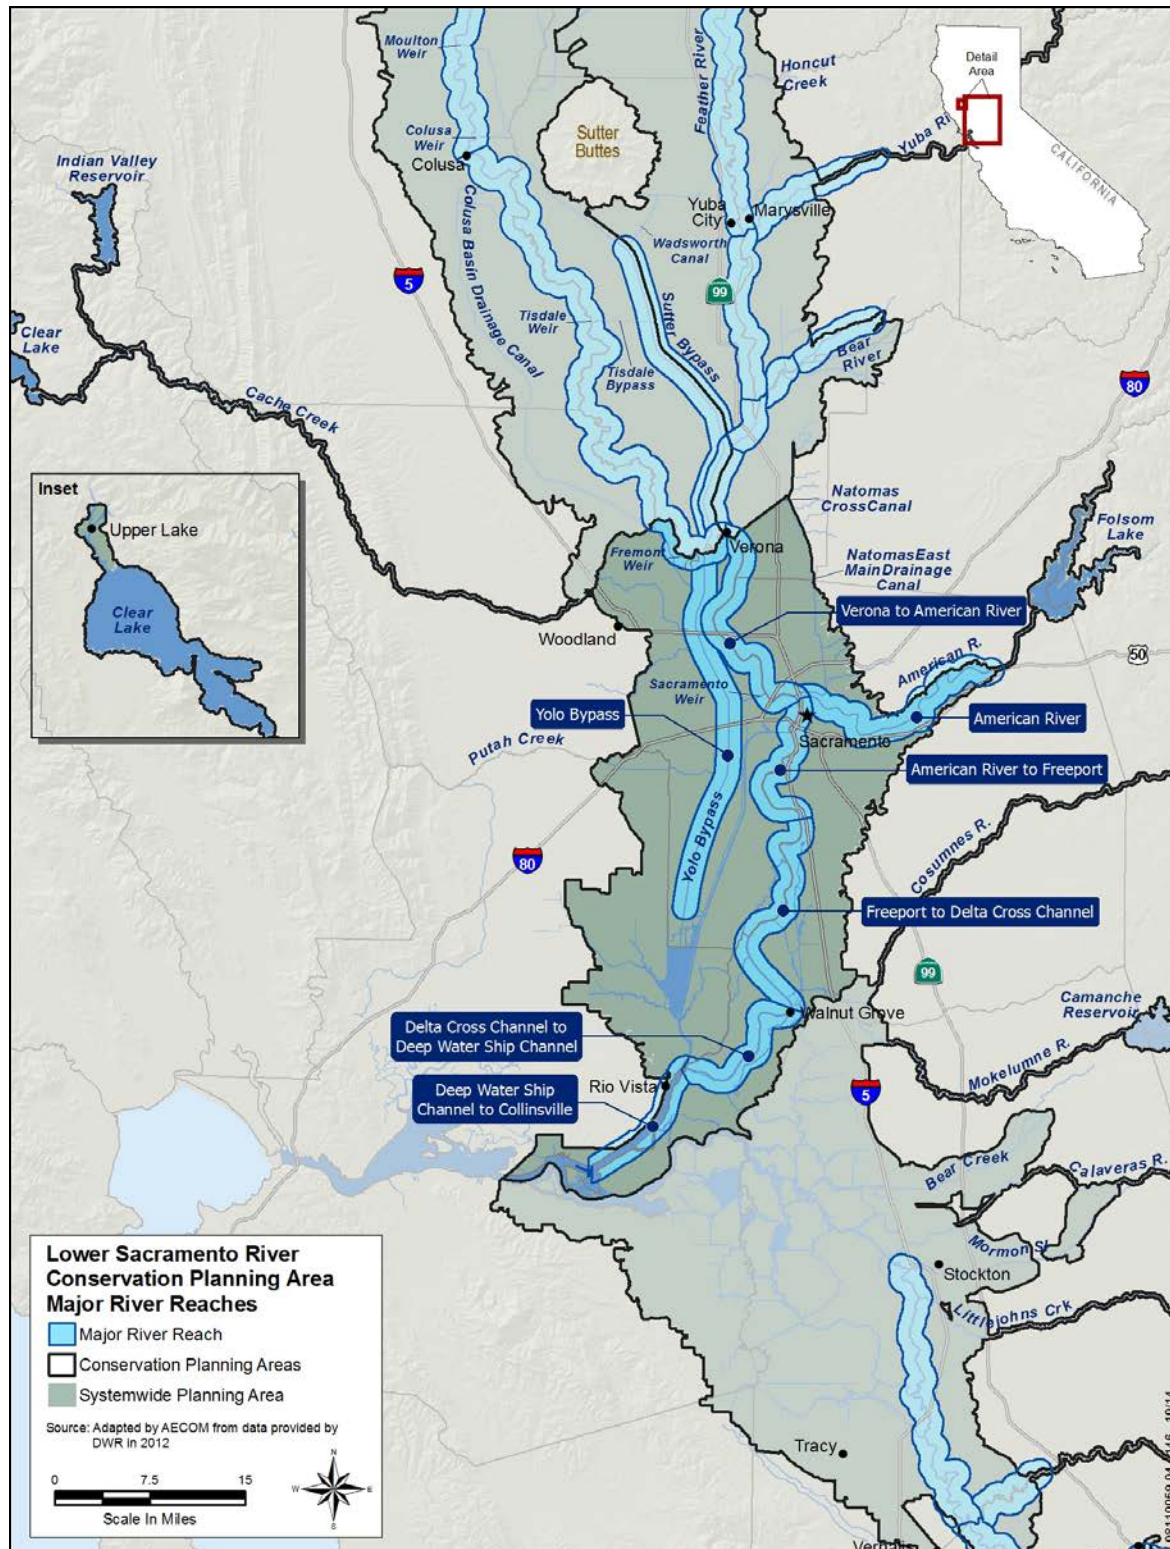 Moulton
Weir
Feather River
Honcut
Creek
Detail
Area
CALIFORNIA
Yuba Ri
Sutter
Buttes
Colusa
Weir
Colusa
Indian Valley
Reservoir
Colusa Basin Drainage Canal
Yuba
City
Marysville
Wadsworth
Canal
5
99
Sutter Bypass
Tisdale
Weir
Tisdale
Bypass
Bear
River
Clear
Lake
80
Cache Creek
Inset
Upper Lake
Clear
Lake
Natomas
CrossCanal
Folsom
Lake
Verona
Fremont
Weir
NatomasEast
MainDrainage
Canal
Verona to American River
Woodland
50
American R.
Sacramento
Weir
Yolo Bypass
American River
Sacramento
Putah Creek
American River to Freeport
Yolo Bypass
80
Cosumnes R.
Freeport to Delta Cross Channel
99
Camanche
Reservoir
Walnut Grove
Delta Cross Channel to
Deep Water Ship Channel
Mokelumne R.
Rio Vista
5
Deep Water Ship
Channel to Collinsville
Bear Creek
Calaveras R.
Mormon Sl
Stockton
Littlejohns Crk
Lower Sacramento River
Conservation Planning Area
Major River Reaches
Major River Reach
Conservation Planning Areas
Systemwide Planning Area
Source: Adapted by AECOM from data provided by
DWR in 2012
N
W
E
S
0 7.5 15
Scale In Miles
Tracy
Vernalis